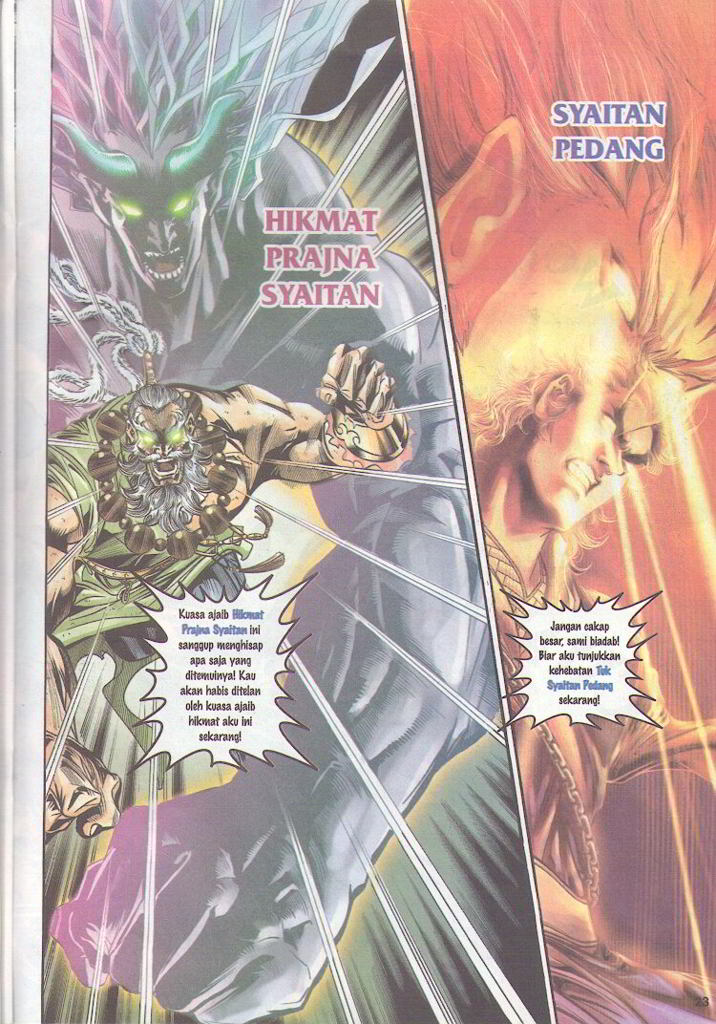 HIKMAT
PRAJNA
SYAITAN
Kuasa ajaib Hikmat
Prajna Syaitan ini
sanggup menghisap
apa saja yang
ditemuinya! Kau
akan habis ditelan
oleh kuasa ajaib
hikmat aku ini
sekarang!
SYAITAN
PEDANG
Jangan cakap
besar, sami biadab!
Biar aku tunjukkan
kehebatan Tok
Syaitan Pedang
sekarang!
23